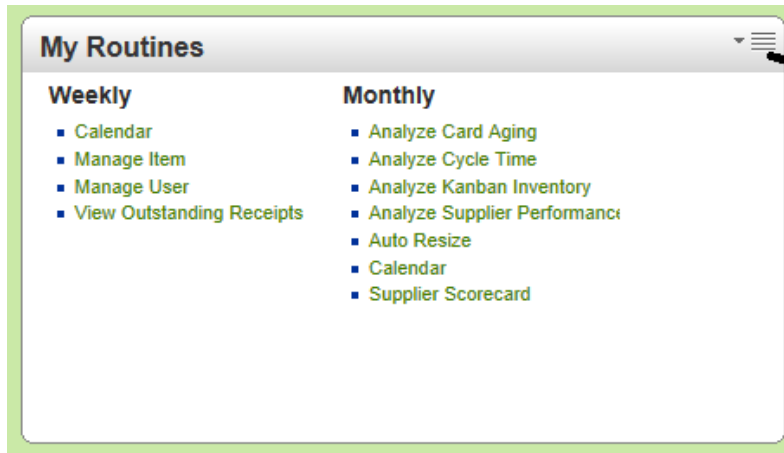 My Routines
Weekly
Calendar
Manage Item
Manage User
View Outstanding Receipts
Monthly
Analyze Card Aging
Analyze Cycle Time
Analyze Kanban Inventory
Analyze Supplier Performance
Auto Resize
Calendar
Supplier Scorecard